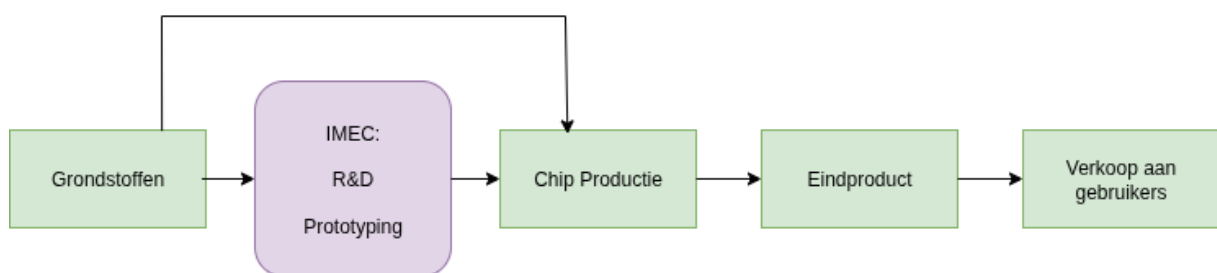 Grondstoffen
IMEC:
R&D
Prototyping
Chip Productie
Eindproduct
Verkoop aan
gebruikers